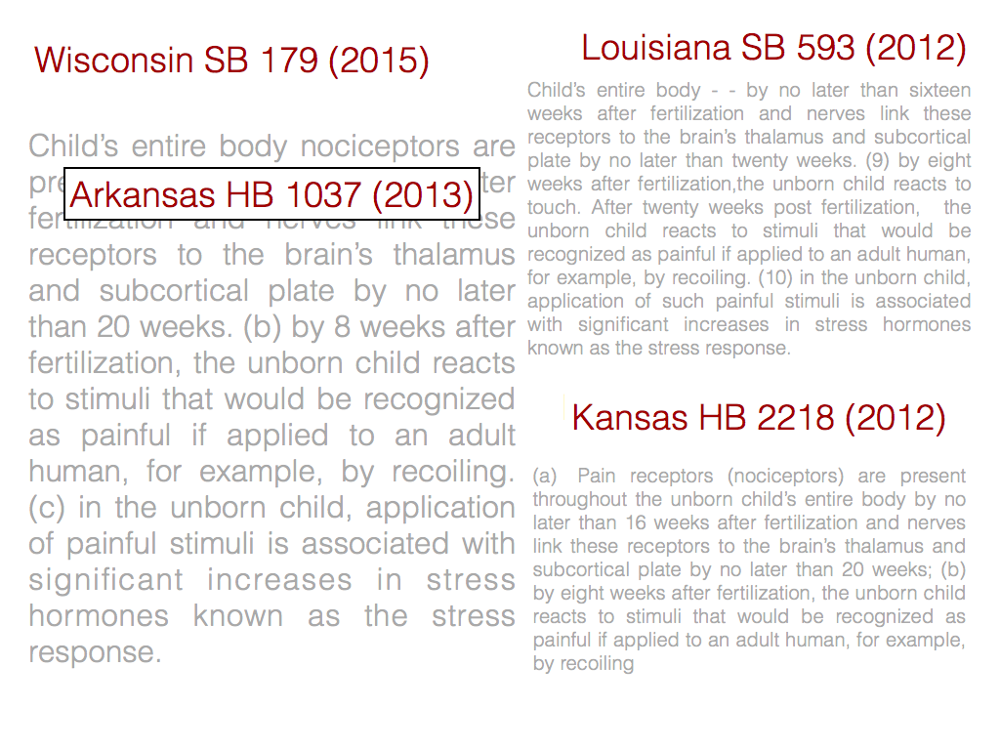 Wisconsin SB 179 (2015)
Child's entire body nociceptors are
Arkansas HB 1037 (2013)
receptors to the brain's thalamus
and subcortical plate by no later
than 20 weeks. (b) by 8 weeks after
fertilization, the unborn child reacts
to stimuli that would be recognized
as painful if applied to an adult
human, for example, by recoiling.
(c) in the unborn child, application
of painful stimuli is associated with
significant increases in stress
hormones known as the stress
response.
Louisiana SB 593 (2012)
Child's entire body - - by no later than sixteen
weeks after fertilization and nerves link these
receptors to the brain's thalamus and subcortical
plate by no later than twenty weeks. (9) by eight
weeks after fertilization,the unborn child reacts to
touch. After twenty weeks post fertilization, the
unborn child reacts to stimuli that would be
recognized as painful if applied to an adult human,
for example, by recoiling. (10) in the unborn child,
application of such painful stimuli is associated
with significant increases in stress hormones
known as the stress response.
Kansas HB 2218 (2012)
(a) Pain receptors (nociceptors) are present
throughout the unborn child's entire body by no
later than 16 weeks after fertilization and nerves
link these receptors to the brain's thalamus and
subcortical plate by no later than 20 weeks; (b)
by eight weeks after fertilization, the unborn child
reacts to stimuli that would be recognized as
painful if applied to an adult human, for example,
by recoiling